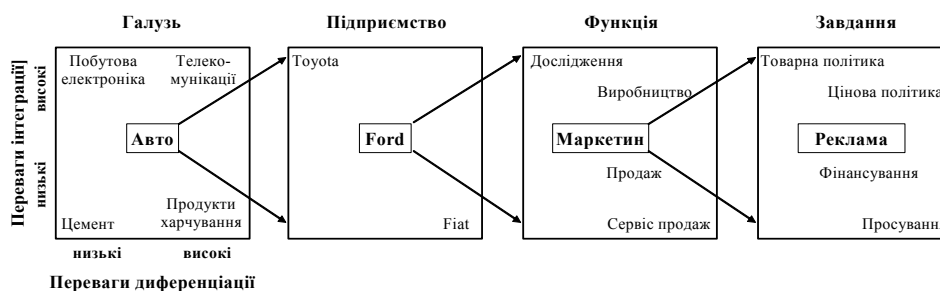 Галузь
Підприємство
Функція
Завдання
Переваги інтеграції]
високі
низькі
Побутова
електроніка
Телеко-
мунікації
Авто
Цемент
Продукти
харчування
низькі
високі
Переваги диференціації
Toyota
Ford
Fiat
Дослідження
Виробництво
Маркетин
Продаж
Сервіс продаж
Товарна політика
Цінова політика
Реклама
Фінансування
Просування